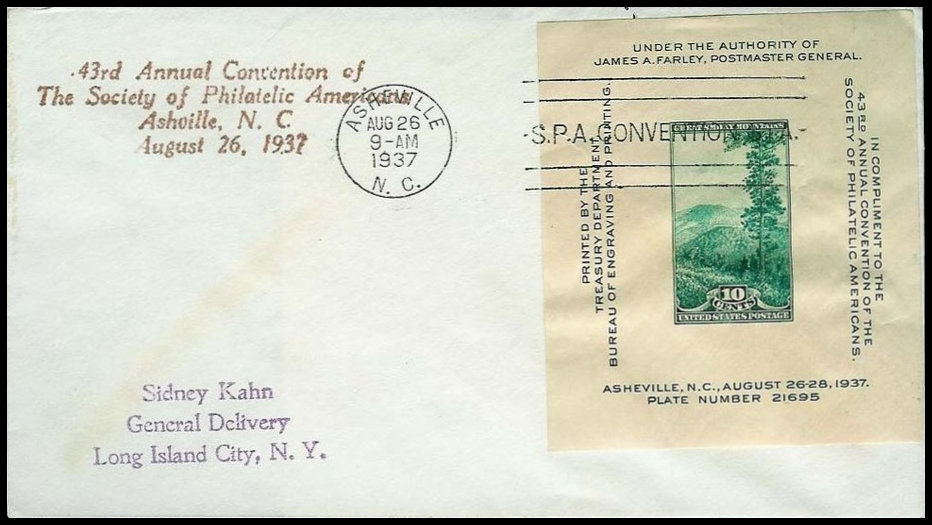 43rd Annual Convention of
The Society of Philatelic Americans
Ashville, N. C
August 26, 1937
ASHEVILLE
AUG 26
9-AM
1937
N. C.
S.P.A. CONVENTION STA.
UNDER THE AUTHORITY OF
JAMES A. FARLEY, POSTMASTER GENERAL.
PRINTED BY THE
TREASURY DEPARTMENT,
BUREAU OF ENGRAVING AND PRINTING.
GREAT SMOKY MOUNTAINS
10
CENTS
UNITED STATES POSTAGE
IN COMPLIMENT TO THE
43RD ANNUAL CONVENTION OF THE
SOCIETY OF PHILATELIC AMERICANS.
ASHEVILLE, N.C., AUGUST 26-28, 1937.
PLATE NUMBER 21695
Sidney Kahn
General Delivery
Long Island City, N. Y.